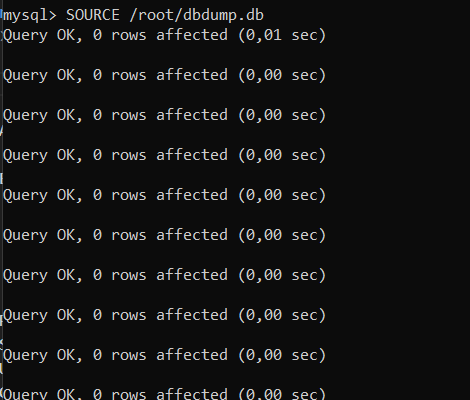 mysql> SOURCE /root/dbdump.db
Query OK, 0 rows affected (0,01 sec)
Query OK, 0 rows affected (0,00 sec)
Query OK, 0 rows affected (0,00 sec)
Query OK, 0 rows affected (0,00 sec)
Query OK, 0 rows affected (0,00 sec)
Query OK, 0 rows affected (0,00 sec)
Query OK, 0 rows affected (0,00 sec)
Query OK, 0 rows affected (0,00 sec)
Query OK, 0 rows affected (0,00 sec)
Query OK, 0 rows affected (0,00 sec)